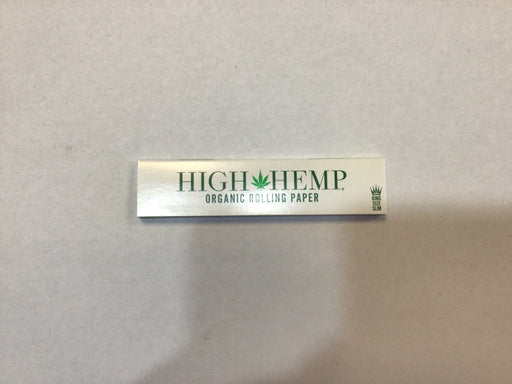 HIGH HEMP
ORGANIC ROLLING PAPER
KING
SIZE
SLIM